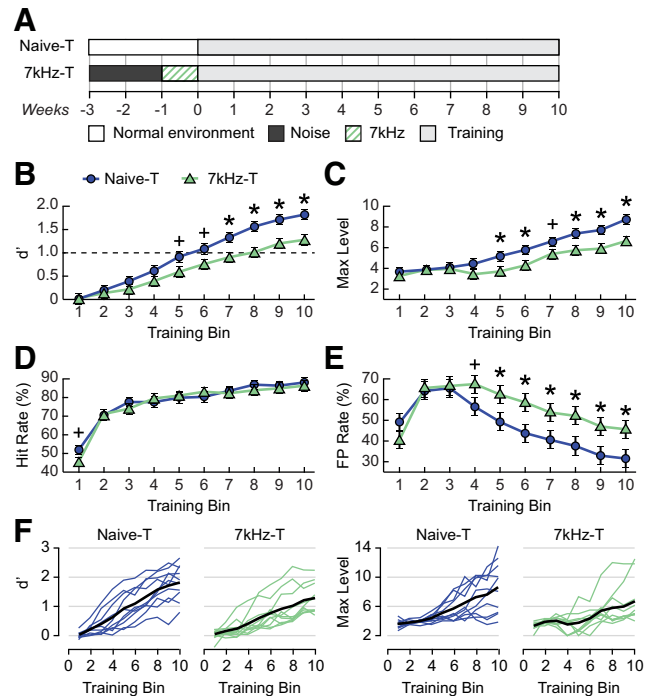 A
Naive-T
7kHz-T
Weeks -3 -2 -1 0 1 2 3 4 5 6 7 8 9 10
Normal environment Noise 7kHz Training
B
Naive-T 7kHz-T
2.0
1.5
1.0
0.5
0
d'
+ + * * * *
1 2 3 4 5 6 7 8 9 10
Training Bin
C
10
8
6
4
2
Max Level
* * + * * *
1 2 3 4 5 6 7 8 9 10
Training Bin
D
90
80
70
60
50
40
Hit Rate (%)
+
1 2 3 4 5 6 7 8 9 10
Training Bin
E
70
60
50
40
30
FP Rate (%)
+ * * * * * *
1 2 3 4 5 6 7 8 9 10
Training Bin
F
Naive-T 7kHz-T
3
2
1
0
d'
0 2 4 6 8 10 0 2 4 6 8 10
Training Bin Training Bin
Naive-T 7kHz-T
14
10
6
2
Max Level
0 2 4 6 8 10 0 2 4 6 8 10
Training Bin Training Bin